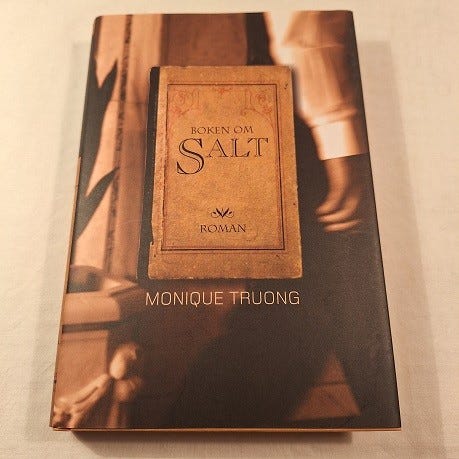 BOKEN OM
SALT
ROMAN
MONIQUE TRUONG